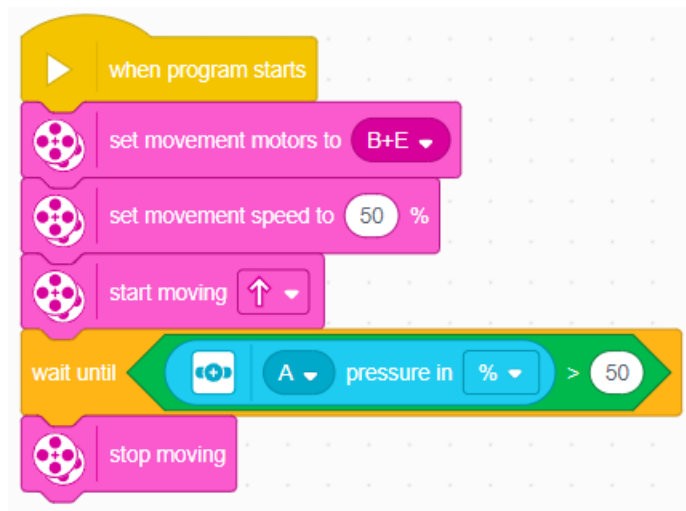 when program starts
set movement motors to B+E
set movement speed to 50 %
start moving
wait until A pressure in % > 50
stop moving